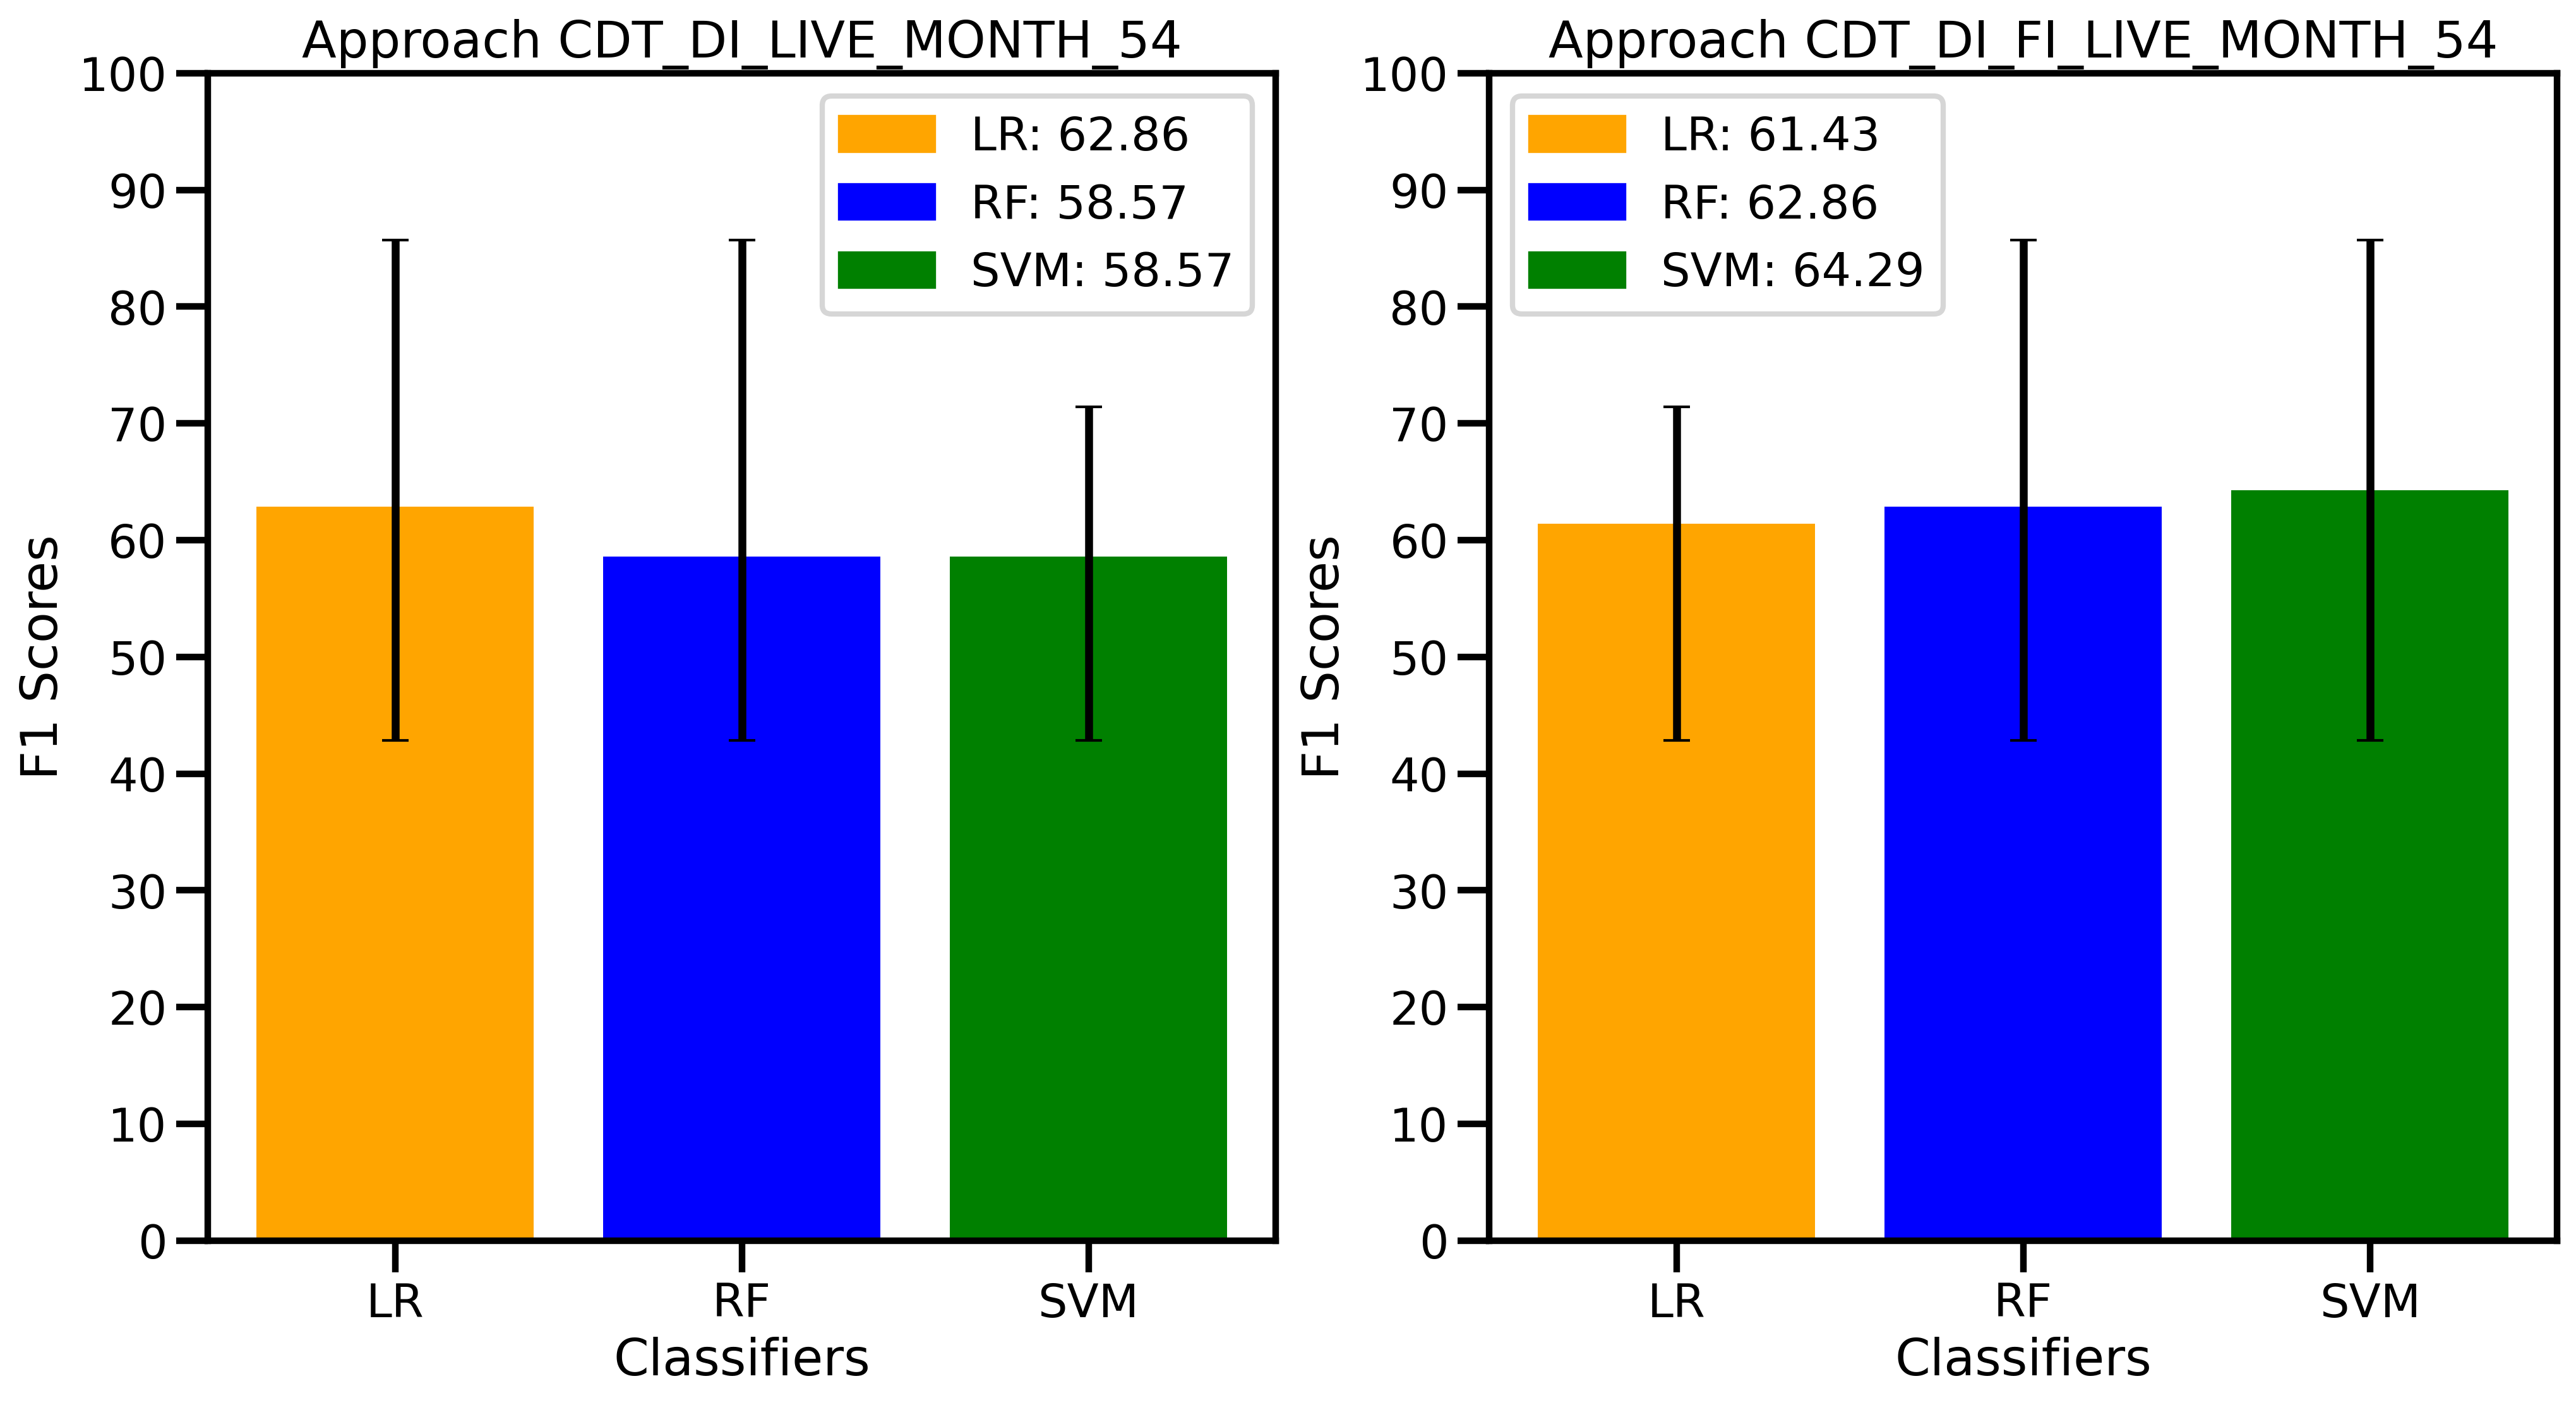 Approach CDT_DI_LIVE_MONTH_54
LR: 62.86
RF: 58.57
SVM: 58.57
100
90
80
70
60
50
40
30
20
10
0
F1 Scores
LR RF SVM
Classifiers
Approach CDT_DI_FI_LIVE_MONTH_54
LR: 61.43
RF: 62.86
SVM: 64.29
100
90
80
70
60
50
40
30
20
10
0
F1 Scores
LR RF SVM
Classifiers